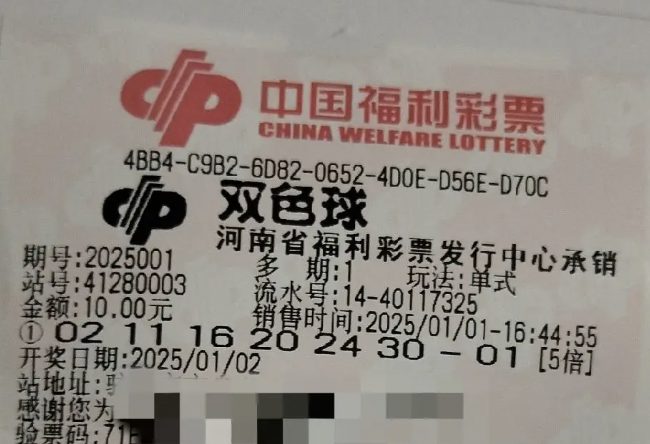 中国福利彩票
CHINA WELFARE LOTTERY
4BB4-C9B2-6D82-0652-4D0E-D56E-D70C
双色球
河南省福利彩票发行中心承销
期号:2025001 多 期:1 玩法:单式
站号:41280003 流水号:14-40117325
金额:10.00元 销售时间:2025/01/01-16:44:55
① 02 11 16 20 24 30 - 01 [5倍]
开奖日期:2025/01/02
站地址:
感谢您为
验票码:71